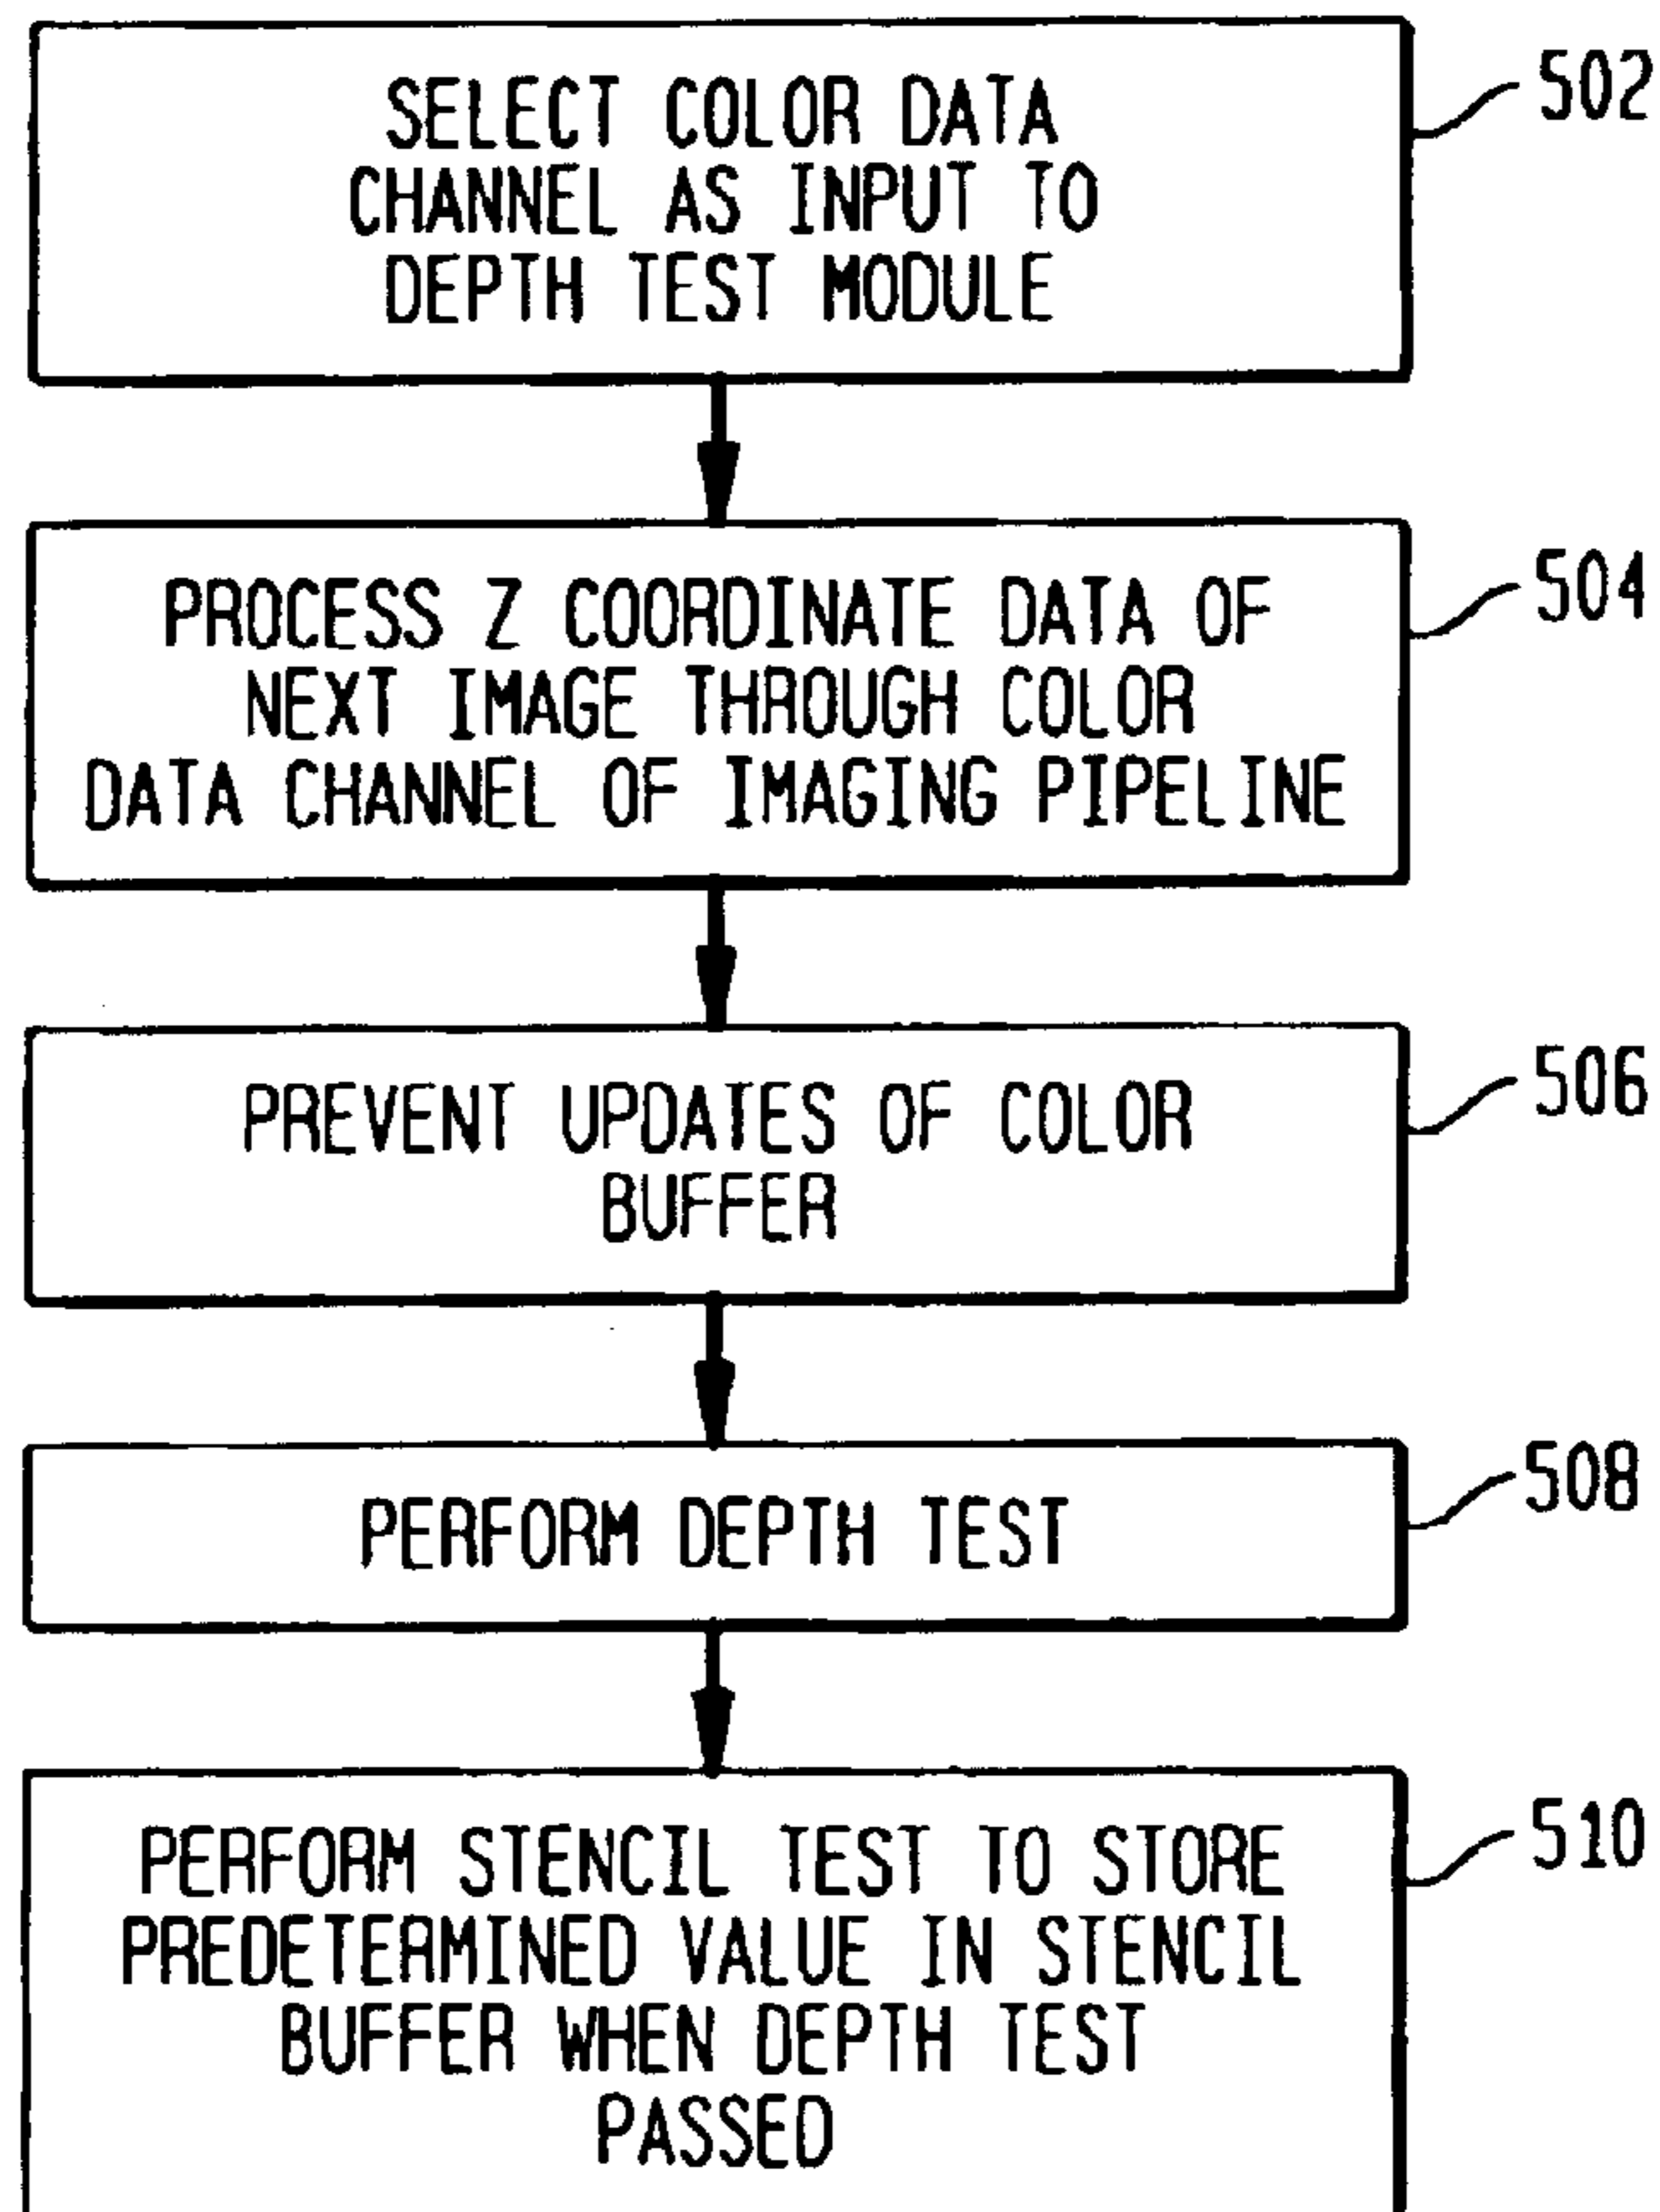 SELECT COLOR DATA
CHANNEL AS INPUT TO
DEPTH TEST MODULE
502
PROCESS Z COORDINATE DATA OF
NEXT IMAGE THROUGH COLOR
DATA CHANNEL OF IMAGING PIPELINE
504
PREVENT UPDATES OF COLOR
BUFFER
506
PERFORM DEPTH TEST
508
PERFORM STENCIL TEST TO STORE
PREDETERMINED VALUE IN STENCIL
BUFFER WHEN DEPTH TEST
PASSED
510